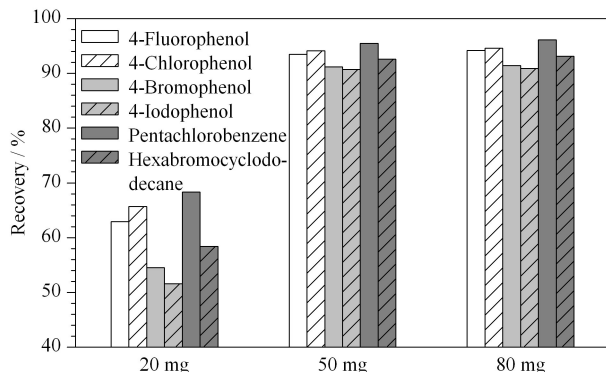 100
90
80
70
60
50
40
Recovery / %
4-Fluorophenol
4-Chlorophenol
4-Bromophenol
4-Iodophenol
Pentachlorobenzene
Hexabromocyclodo-
decane
20 mg
50 mg
80 mg